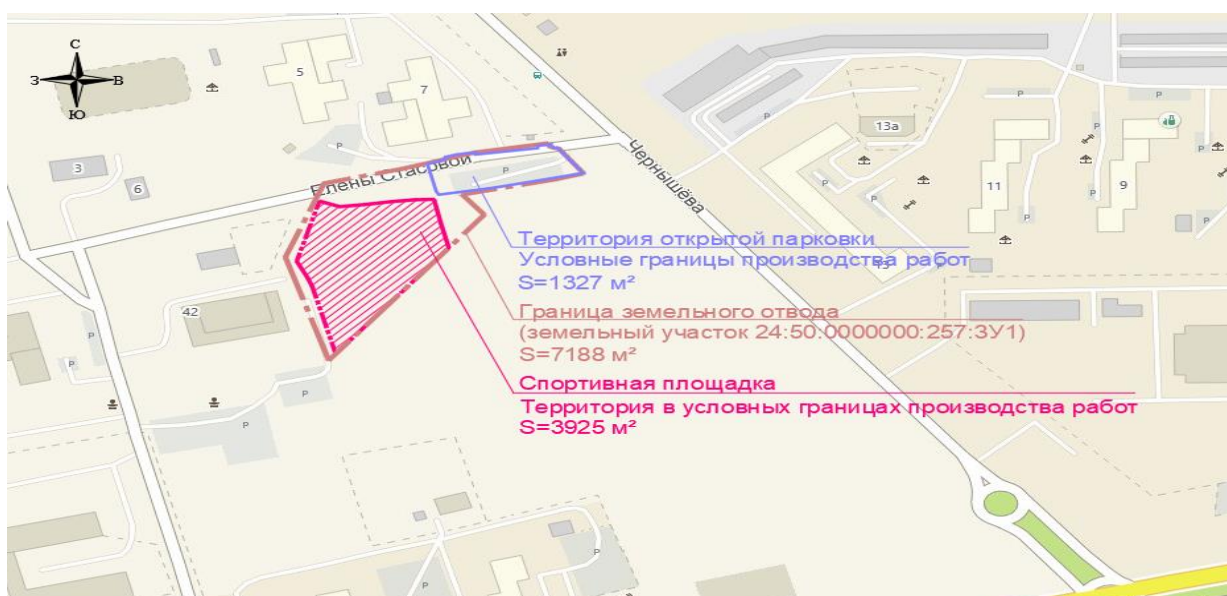 С
З
В
Ю
5
7
Р
3
6
Елены Стасовой
Р
Чернышёва
13а
Р
Р
Р
11
9
Р
Р
Р
Р
Р
Территория открытой парковки
Условные границы производства работ
S=1327 м²
13
42
Граница земельного отвода
(земельный участок 24:50.0000000:257:ЗУ1)
S=7188 м²
Р
Р
Спортивная площадка
Территория в условных границах производства работ
S=3925 м²
Р
Р
Р
Р
Р